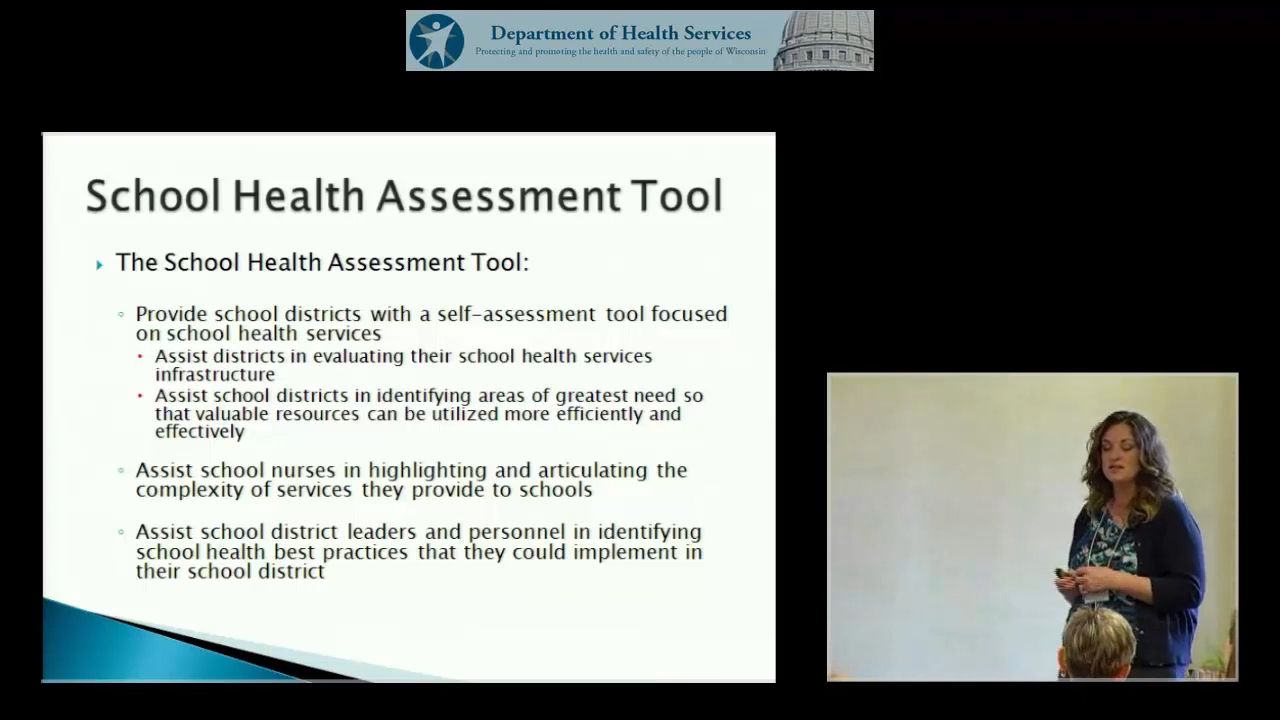 Department of Health Services
Protecting and promoting the health and safety of the people of Wisconsin
School Health Assessment Tool
The School Health Assessment Tool:
Provide school districts with a self-assessment tool focused
on school health services
Assist districts in evaluating their school health services
infrastructure
Assist school districts in identifying areas of greatest need so
that valuable resources can be utilized more efficiently and
effectively
Assist school nurses in highlighting and articulating the
complexity of services they provide to schools
Assist school district leaders and personnel in identifying
school health best practices that they could implement in
their school district